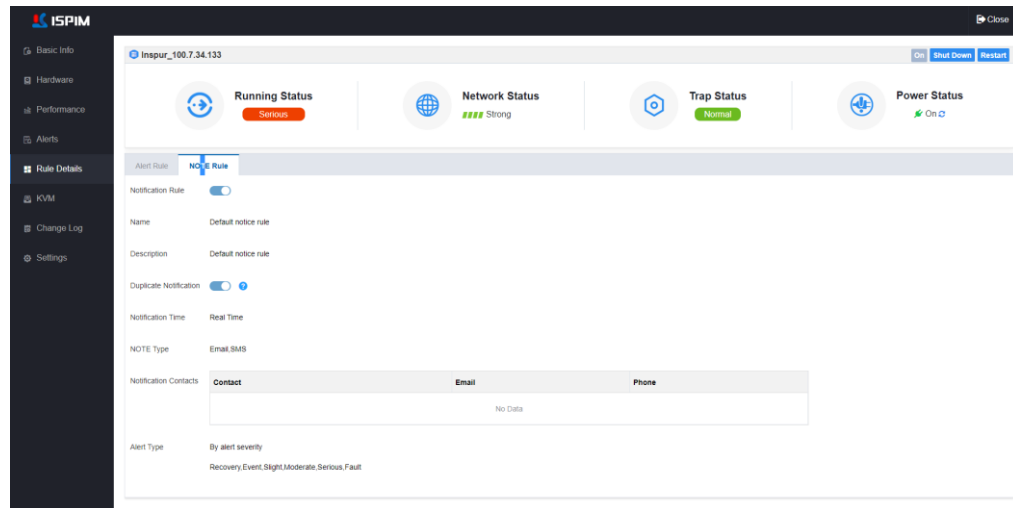 ISPIM
Close
Basic Info
Hardware
Performance
Alerts
Rule Details
KVM
Change Log
Settings
Inspur_100.7.34.133
On Shut Down Restart
Running Status
Serious
Network Status
Strong
Trap Status
Normal
Power Status
On
Alert Rule NOTE Rule
Notification Rule
Name Default notice rule
Description Default notice rule
Duplicate Notification ?
Notification Time Real Time
NOTE Type Email,SMS
Notification Contacts Contact Email Phone
No Data
Alert Type By alert severity
Recovery,Event,Slight,Moderate,Serious,Fault